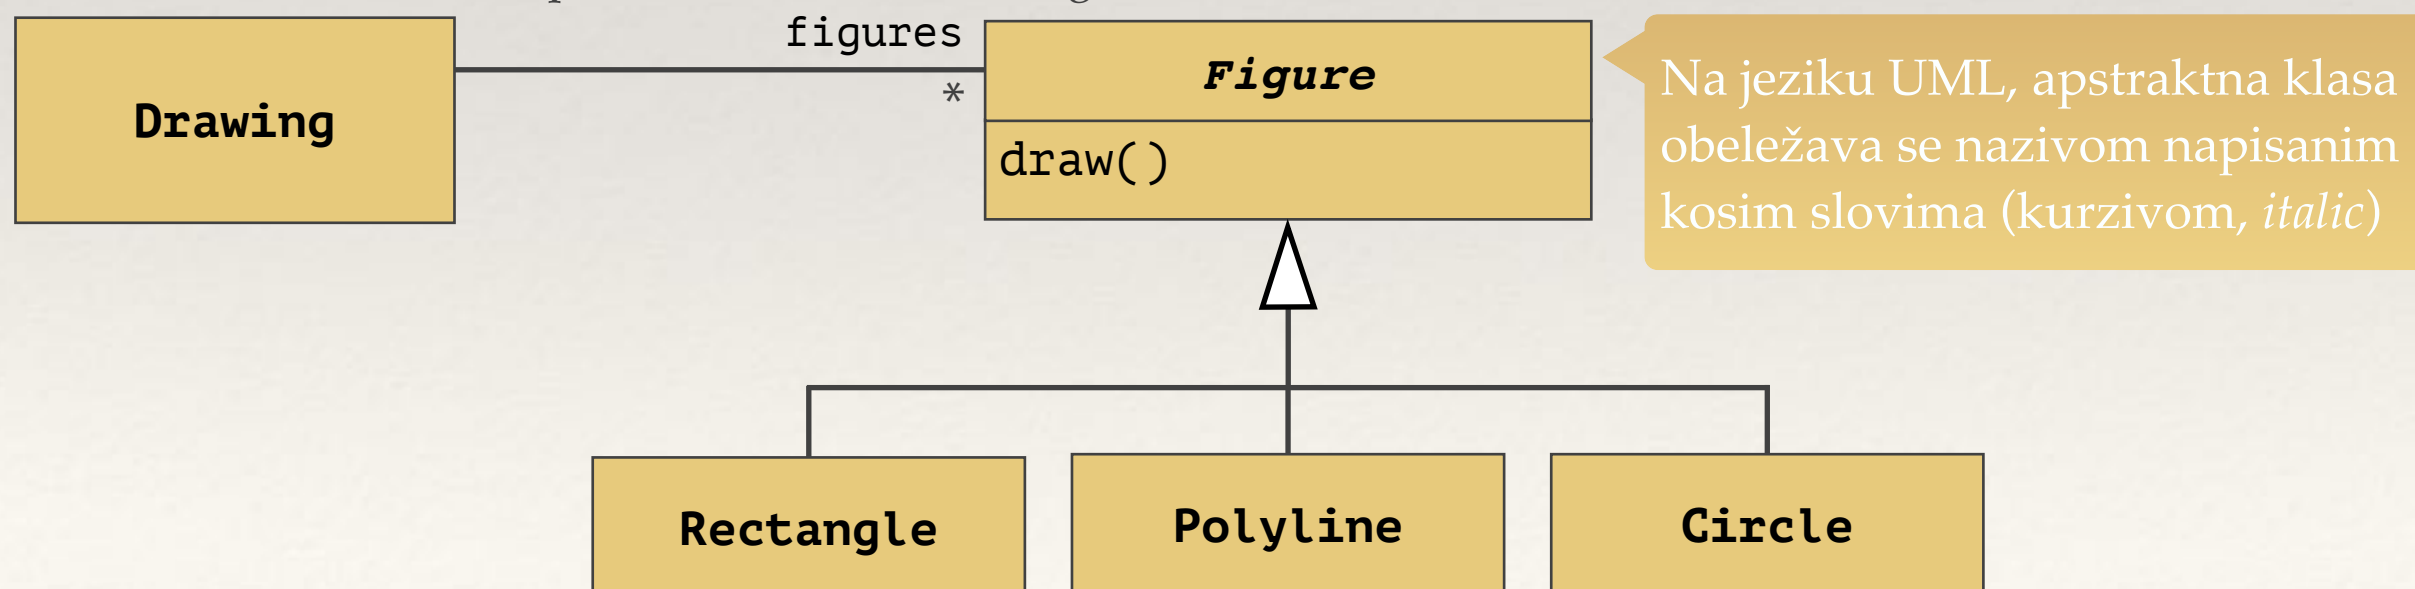 figures
*
Drawing
Figure
draw()
Na jeziku UML, apstraktna klasa
obeležava se nazivom napisanim
kosim slovima (kurzivom, italic)
Rectangle
Polyline
Circle